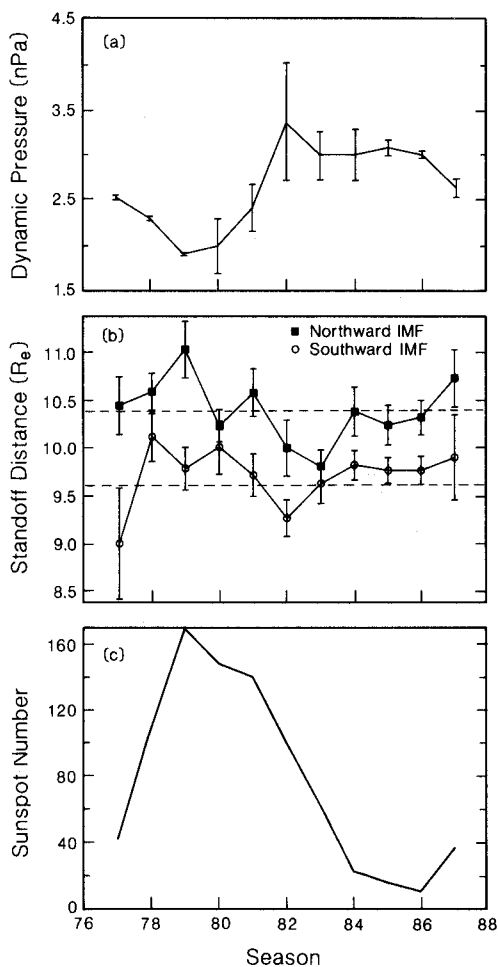 4.5
(a)
3.5
2.5
1.5
Dynamic Pressure (nPa)
(b)
■ Northward IMF
○ Southward IMF
11.0
10.5
10.0
9.5
9.0
8.5
Standoff Distance (Re)
(c)
160
120
80
40
0
Sunspot Number
76 78 80 82 84 86 88
Season